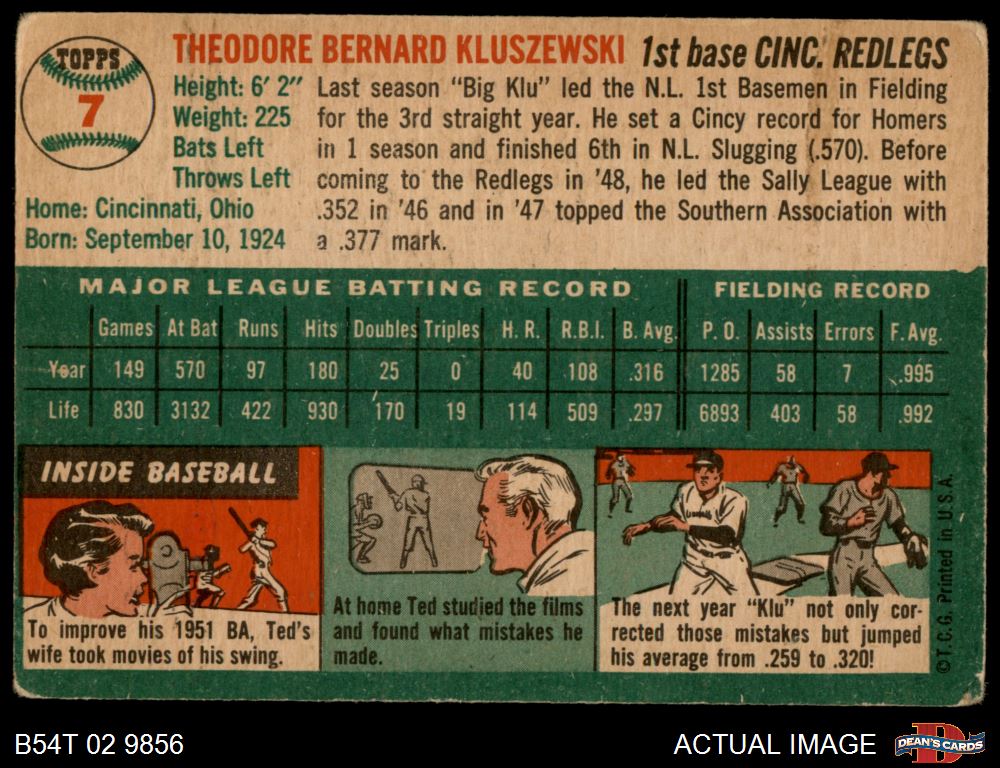 TOPPS
7
THEODORE BERNARD KLUSZEWSKI 1st base CINC. REDLEGS
Height: 6' 2"
Weight: 225
Bats Left
Throws Left
Home: Cincinnati, Ohio
Born: September 10, 1924
Last season "Big Klu" led the N.L. 1st Basemen in Fielding
for the 3rd straight year. He set a Cincy record for Homers
in 1 season and finished 6th in N.L. Slugging (.570). Before
coming to the Redlegs in '48, he led the Sally League with
.352 in '46 and in '47 topped the Southern Association with
a .377 mark.
MAJOR LEAGUE BATTING RECORD FIELDING RECORD
Games At Bat Runs Hits Doubles Triples H. R. R.B.I. B. Avg. P. O. Assists Errors F. Avg.
Year 149 570 97 180 25 0 40 108 .316 1285 58 7 .995
Life 830 3132 422 930 170 19 114 509 .297 6893 403 58 .992
INSIDE BASEBALL
To improve his 1951 BA, Ted's
wife took movies of his swing.
At home Ted studied the films
and found what mistakes he
made.
The next year "Klu" not only cor-
rected those mistakes but jumped
his average from .259 to .320!
© T.C.G. Printed in U.S.A.
B54T 02 9856
ACTUAL IMAGE
D
DEAN'S CARDS